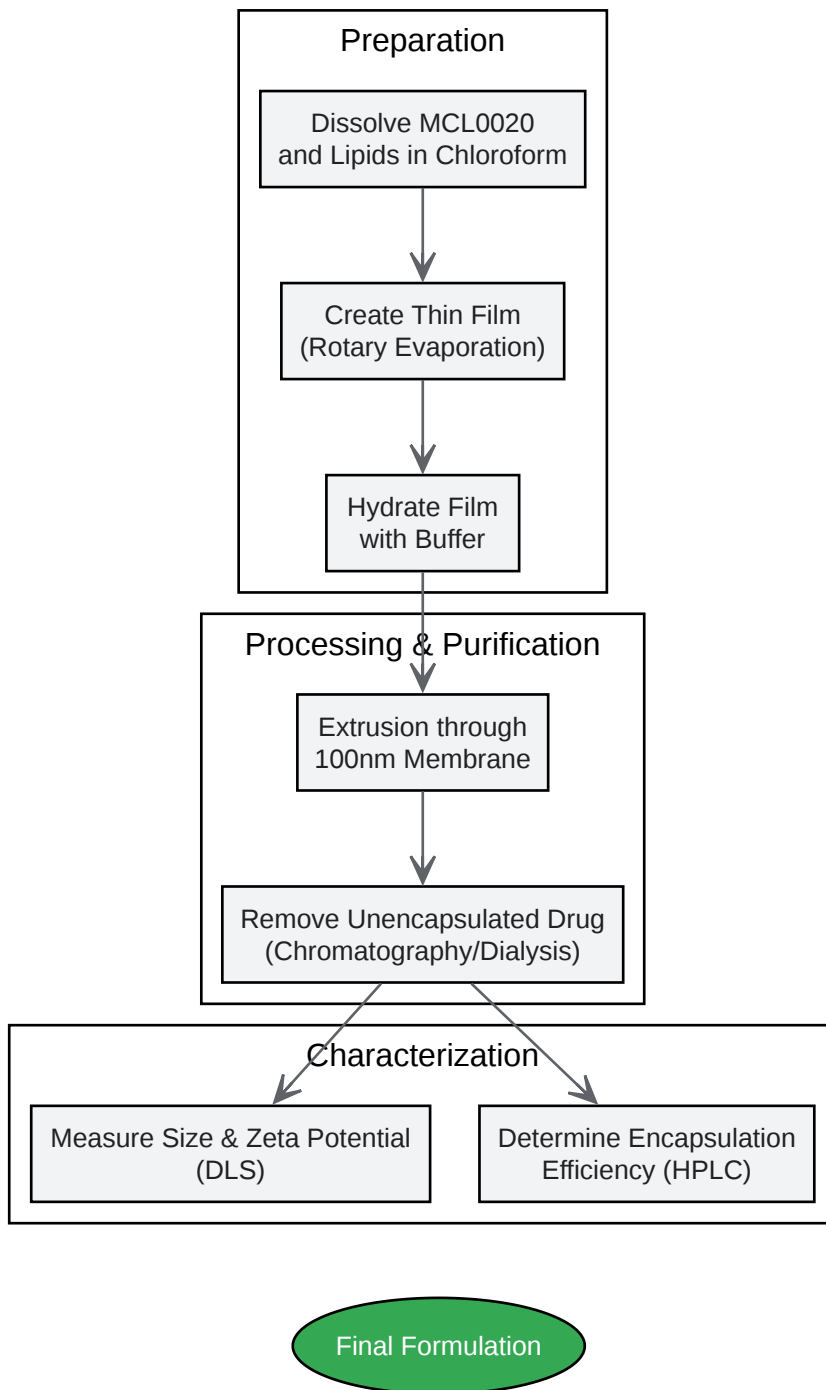 Preparation
Dissolve MCL0020
and Lipids in Chloroform
Create Thin Film
(Rotary Evaporation)
Hydrate Film
with Buffer
Processing & Purification
Extrusion through
100nm Membrane
Remove Unencapsulated Drug
(Chromatography/Dialysis)
Characterization
Measure Size & Zeta Potential
(DLS)
Determine Encapsulation
Efficiency (HPLC)
Final Formulation